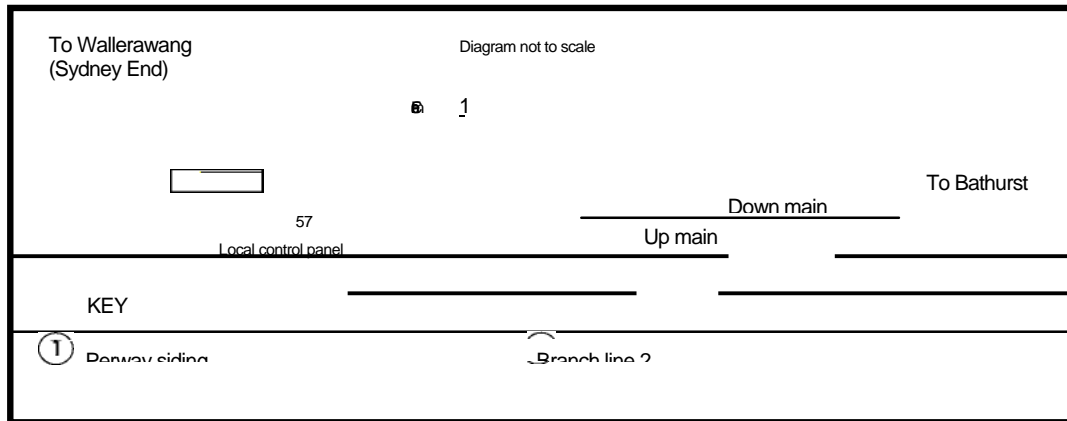 To Wallerawang
(Sydney End)
Diagram not to scale
1
To Bathurst
Down main
57
Up main
Local control panel
KEY
1 Perway siding
Branch line 2